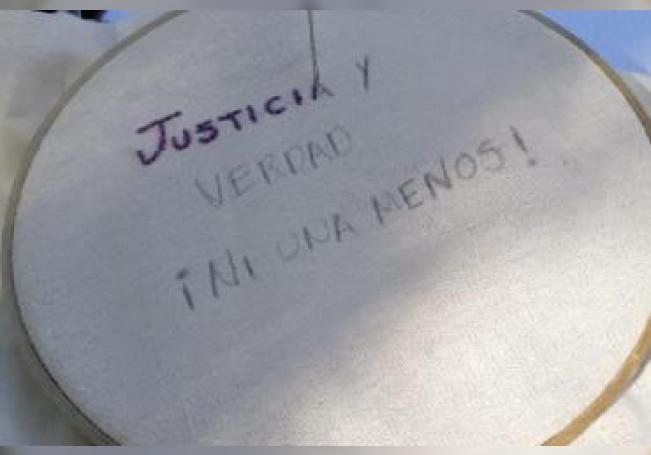 JUSTICIA Y
VERDAD
¡NI UNA MENOS!